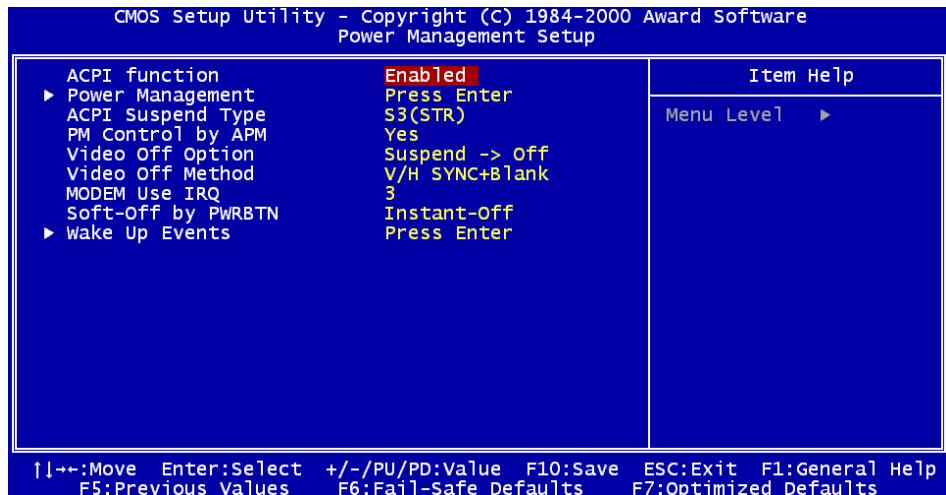 CMOS Setup Utility - Copyright (C) 1984-2000 Award Software
Power Management Setup
ACPI function Enabled
▶ Power Management Press Enter
ACPI Suspend Type S3(STR)
PM Control by APM Yes
Video Off Option Suspend -> Off
Video Off Method V/H SYNC+Blank
MODEM Use IRQ 3
Soft-Off by PWRBTN Instant-Off
▶ Wake Up Events Press Enter
Item Help
Menu Level ▶
↑↓→←:Move Enter:Select +/-/PU/PD:Value F10:Save ESC:Exit F1:General Help
F5:Previous Values F6:Fail-Safe Defaults F7:Optimized Defaults